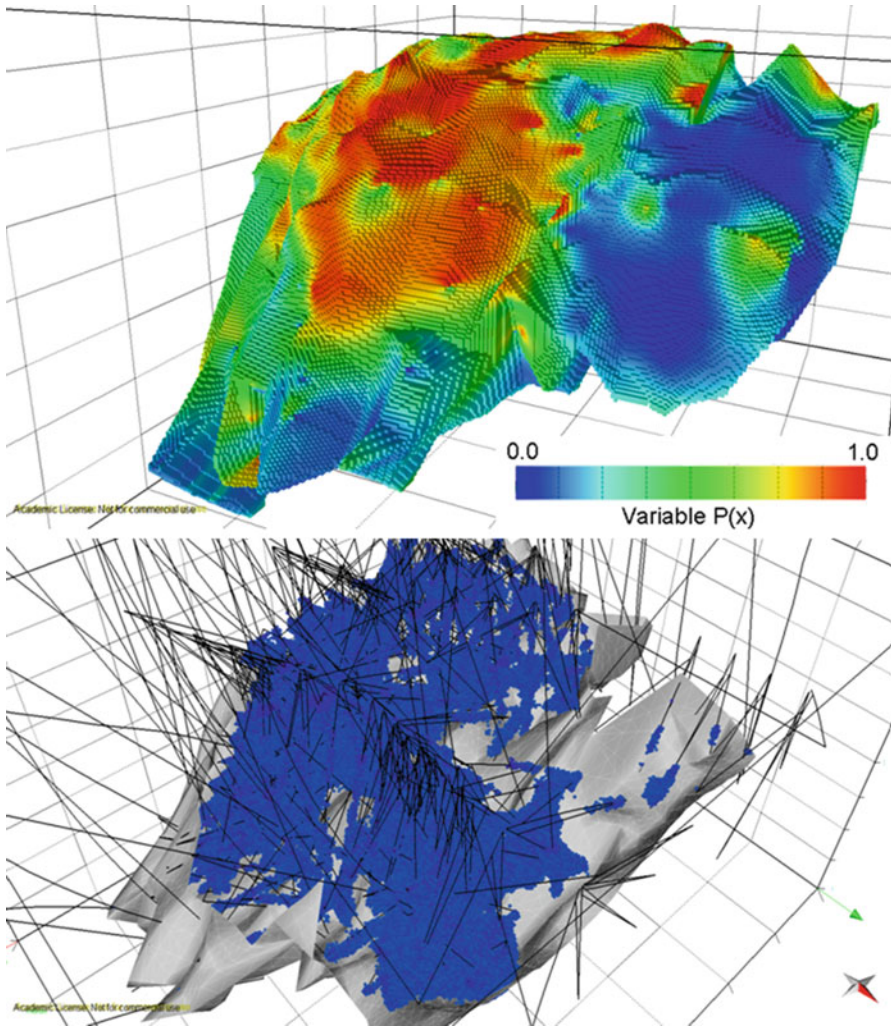 0.0 1.0
Variable P(x)
Academic License: Not for commercial use
Academic License: Not for commercial use